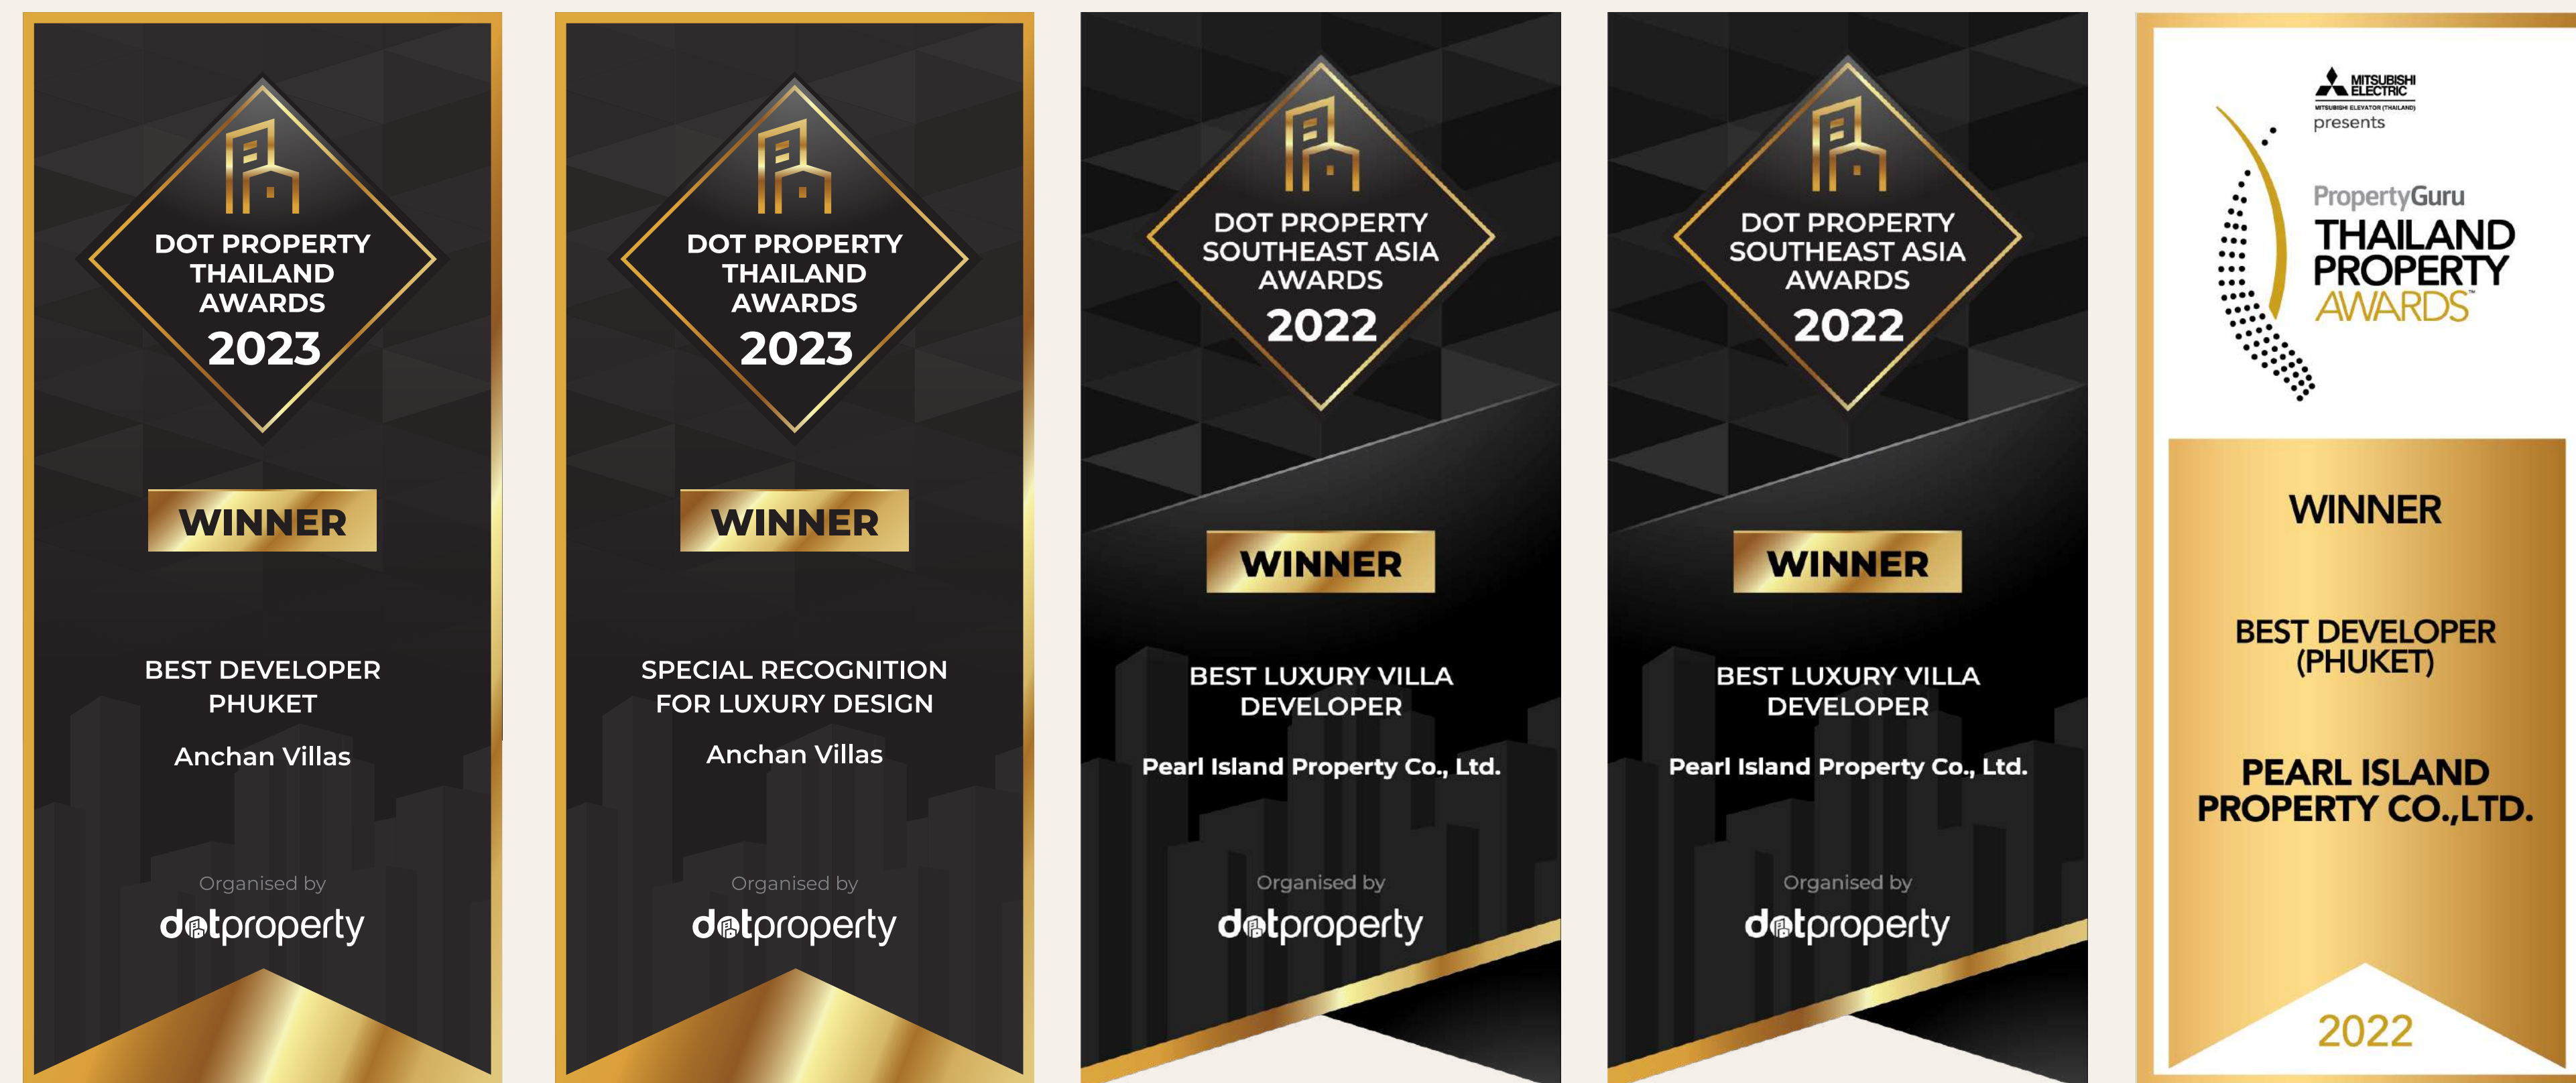 DOT PROPERTY
THAILAND
AWARDS
2023
WINNER
BEST DEVELOPER
PHUKET
Anchan Villas
Organised by
dotproperty
DOT PROPERTY
THAILAND
AWARDS
2023
WINNER
SPECIAL RECOGNITION
FOR LUXURY DESIGN
Anchan Villas
Organised by
dotproperty
DOT PROPERTY
SOUTHEAST ASIA
AWARDS
2022
WINNER
BEST LUXURY VILLA
DEVELOPER
Pearl Island Property Co., Ltd.
Organised by
dotproperty
DOT PROPERTY
SOUTHEAST ASIA
AWARDS
2022
WINNER
BEST LUXURY VILLA
DEVELOPER
Pearl Island Property Co., Ltd.
Organised by
dotproperty
MITSUBISHI
ELECTRIC
MITSUBISHI ELEVATOR (THAILAND)
presents
PropertyGuru
THAILAND
PROPERTY
AWARDS™
WINNER
BEST DEVELOPER
(PHUKET)
PEARL ISLAND
PROPERTY CO.,LTD.
2022